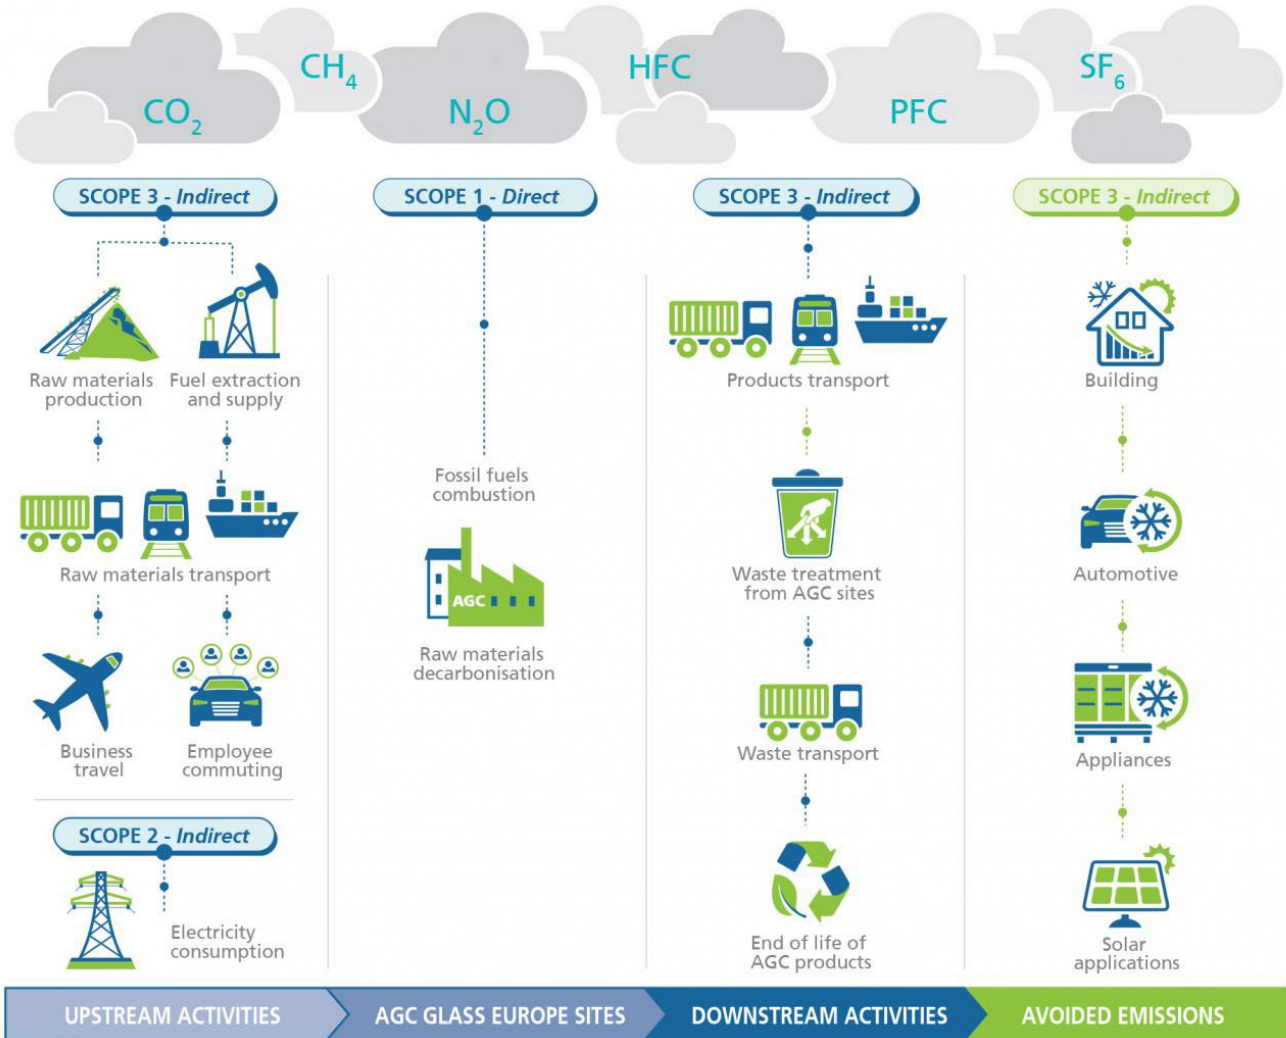 CO₂
CH₄
N₂O
HFC
PFC
SF₆
SCOPE 3 - Indirect
Raw materials
production
Fuel extraction
and supply
Raw materials transport
Business
travel
Employee
commuting
SCOPE 2 - Indirect
Electricity
consumption
UPSTREAM ACTIVITIES
SCOPE 1 - Direct
Fossil fuels
combustion
AGC
Raw materials
decarbonisation
AGC GLASS EUROPE SITES
SCOPE 3 - Indirect
Products transport
Waste treatment
from AGC sites
Waste transport
End of life of
AGC products
DOWNSTREAM ACTIVITIES
SCOPE 3 - Indirect
Building
Automotive
Appliances
Solar
applications
AVOIDED EMISSIONS